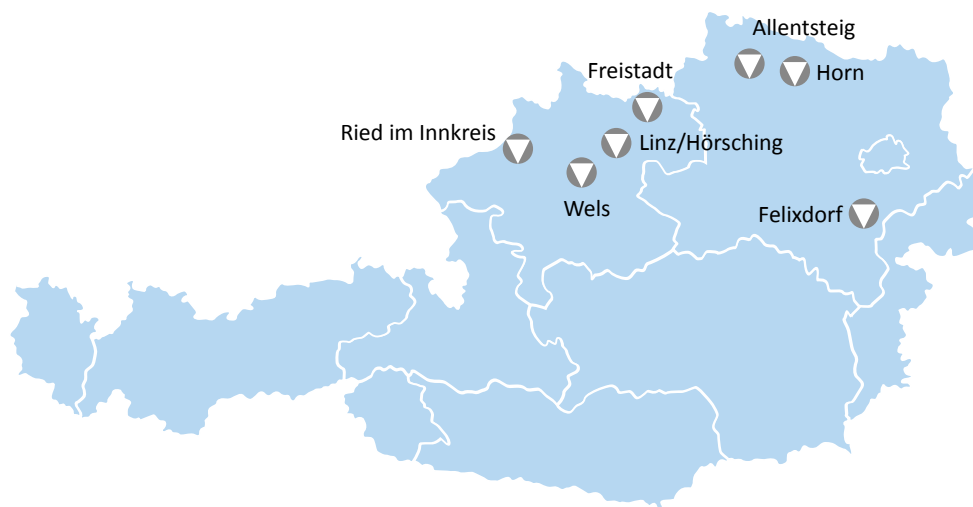 Allentsteig
Freistadt
Horn
Ried im Innkreis
Linz/Hörsching
Wels
Felixdorf